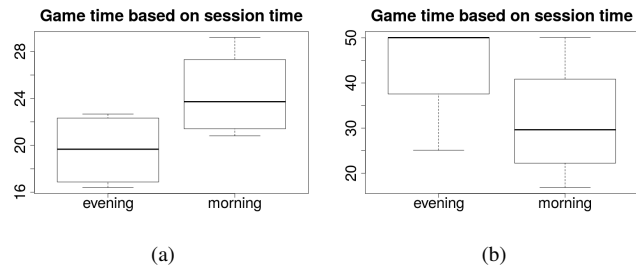 Game time based on session time
28
24
20
16
evening morning
(a)
Game time based on session time
50
40
30
20
evening morning
(b)